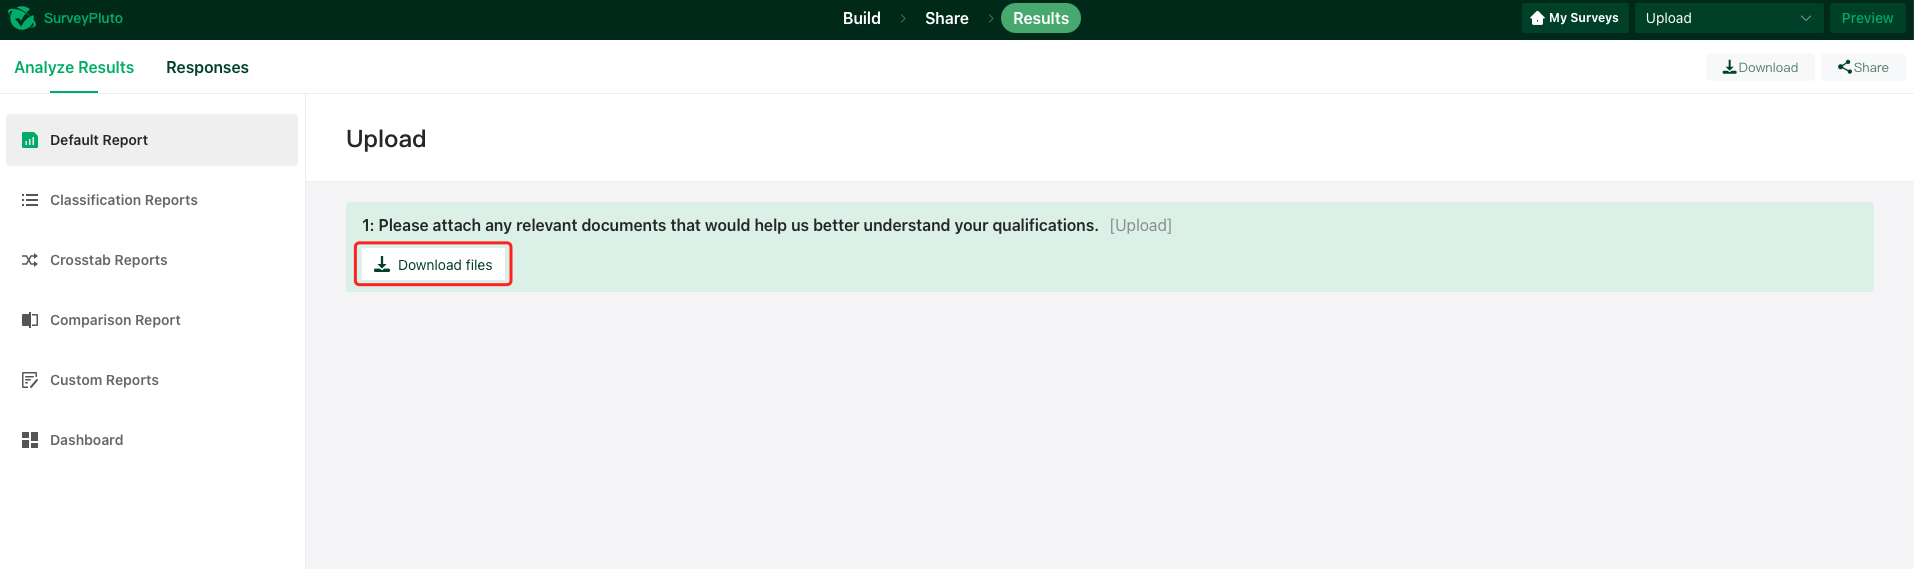 SurveyPluto
Build
Share
Results
My Surveys
Upload
Preview
Analyze Results
Responses
Download
Share
Default Report
Classification Reports
Crosstab Reports
Comparison Report
Custom Reports
Dashboard
Upload
1: Please attach any relevant documents that would help us better understand your qualifications. [Upload]
Download files